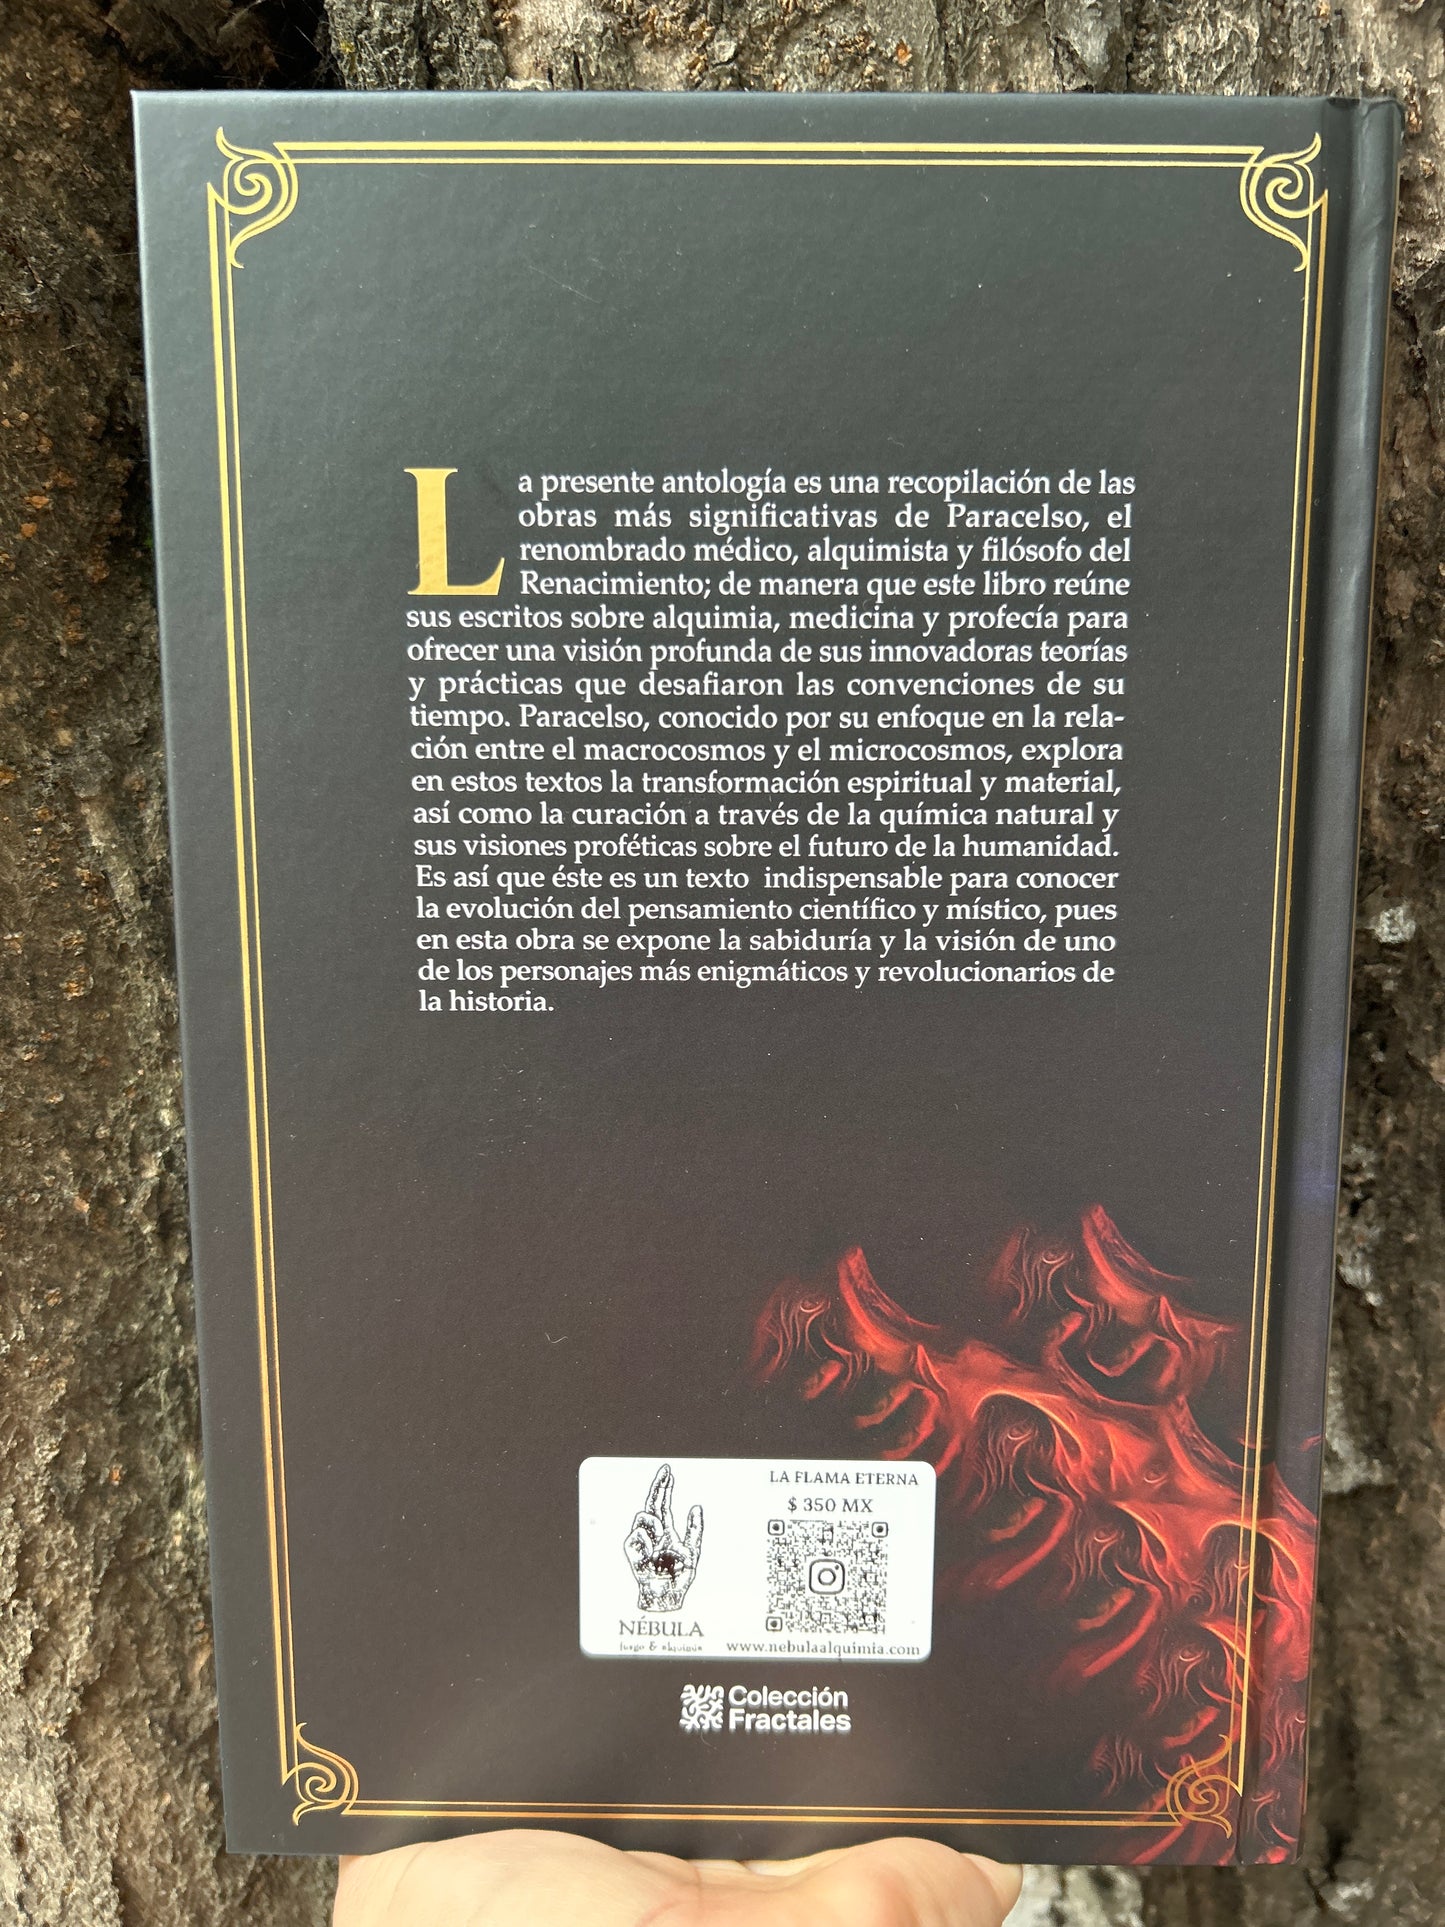 La presente antología es una recopilación de las
obras más significativas de Paracelso, el
renombrado médico, alquimista y filósofo del
Renacimiento; de manera que este libro reúne
sus escritos sobre alquimia, medicina y profecía para
ofrecer una visión profunda de sus innovadoras teorías
y prácticas que desafiaron las convenciones de su
tiempo. Paracelso, conocido por su enfoque en la rela-
ción entre el macrocosmos y el microcosmos, explora
en estos textos la transformación espiritual y material,
así como la curación a través de la química natural y
sus visiones proféticas sobre el futuro de la humanidad.
Es así que éste es un texto indispensable para conocer
la evolución del pensamiento científico y místico, pues
en esta obra se expone la sabiduría y la visión de uno
de los personajes más enigmáticos y revolucionarios de
la historia.
LA FLAMA ETERNA
$ 350 MX
NÉBULA
fuego & alquimia
www.nebulaalquimia.com
Colección
Fractales